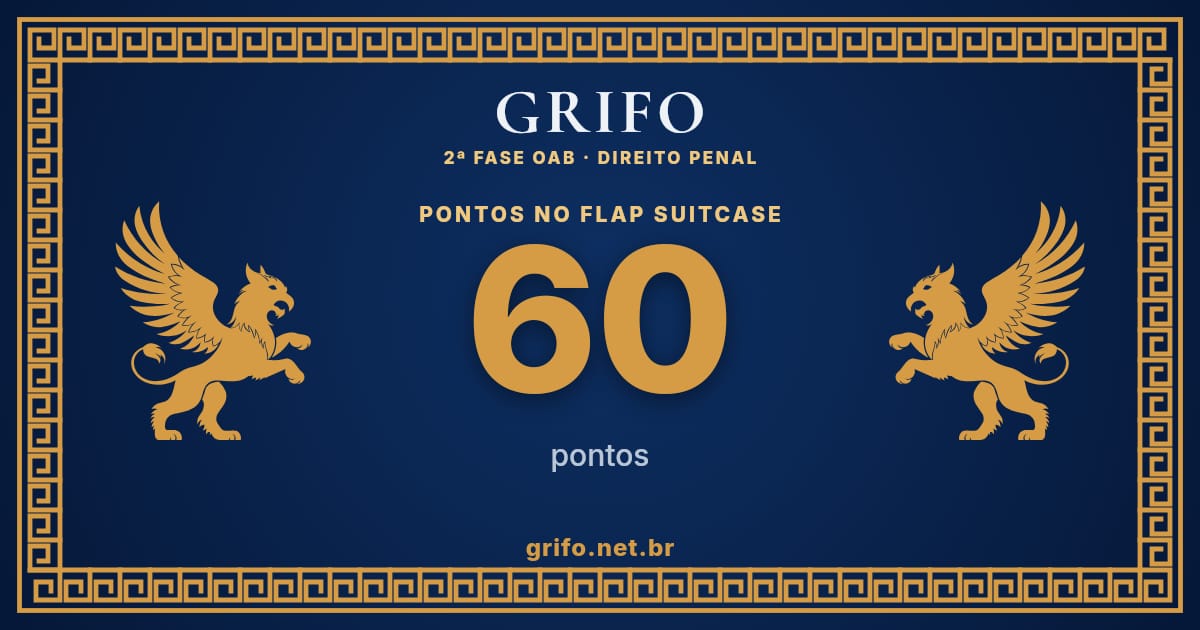 GRIFO
2ª FASE OAB · DIREITO PENAL
PONTOS NO FLAP SUITCASE
60
pontos
grifo.net.br